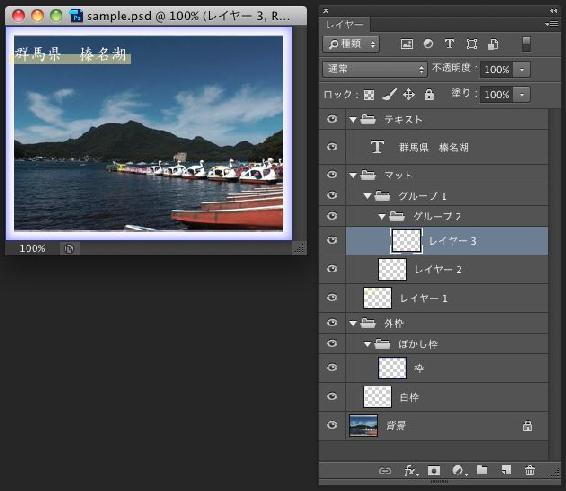 sample.psd @ 100% (レイヤー 3, R...
群馬県　榛名湖
100%
レイヤー
種類
通常
不透明度: 100%
ロック: 塗り: 100%
テキスト
T 群馬県　榛名湖
マット
グループ 1
グループ 2
レイヤー 3
レイヤー 2
レイヤー 1
外枠
ぼかし枠
枠
白枠
背景
fx